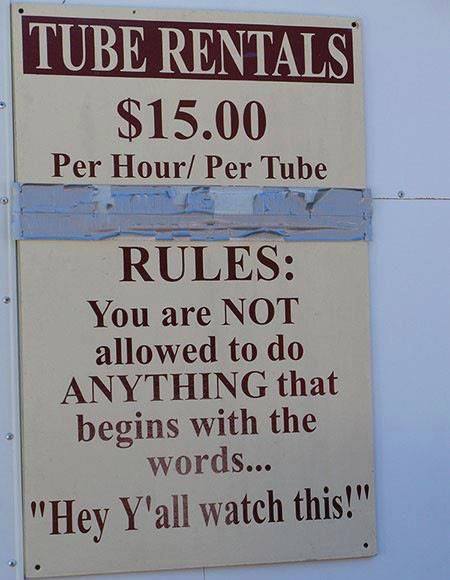 TUBE RENTALS
$15.00
Per Hour/ Per Tube
RULES:
You are NOT
allowed to do
ANYTHING that
begins with the
words...
"Hey Y'all watch this!"